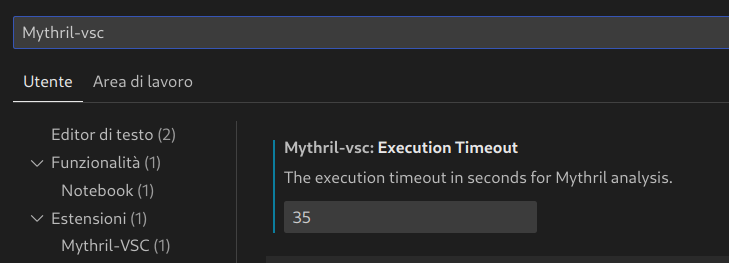 Mythril-vsc
Utente
Area di lavoro
Editor di testo (2)
Funzionalità (1)
Notebook (1)
Estensioni (1)
Mythril-VSC (1)
Mythril-vsc: Execution Timeout
The execution timeout in seconds for Mythril analysis.
35